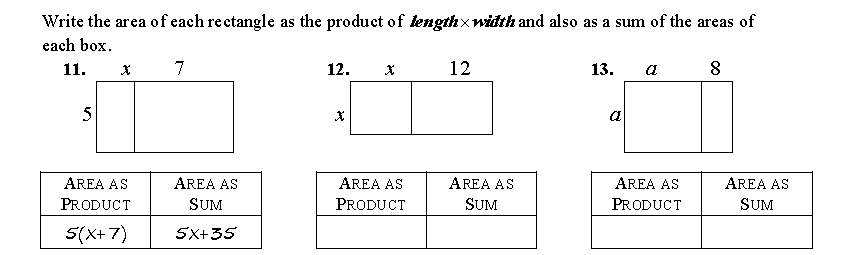 Write the area of each rectangle as the product of length×width and also as a sum of the areas of
each box.
11. x 7
12. x 12
13. a 8
5
x
a
AREA AS PRODUCT AREA AS SUM
5(x+7) 5x+35
AREA AS PRODUCT AREA AS SUM
AREA AS PRODUCT AREA AS SUM